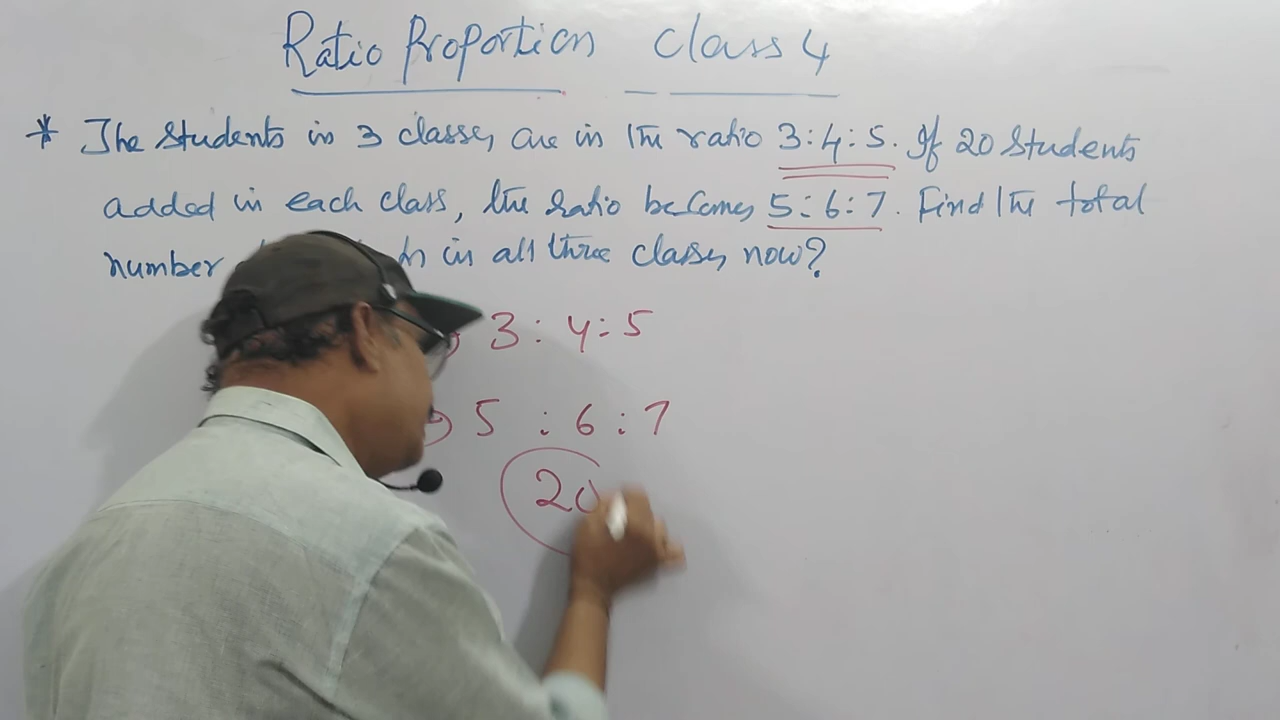 Ratio Proportion Class 4
* The students in 3 classes are in the ratio 3:4:5. If 20 students
added in each class, the ratio becomes 5:6:7. Find the total
number in all three classes now?
3 : 4 : 5
5 : 6 : 7
20